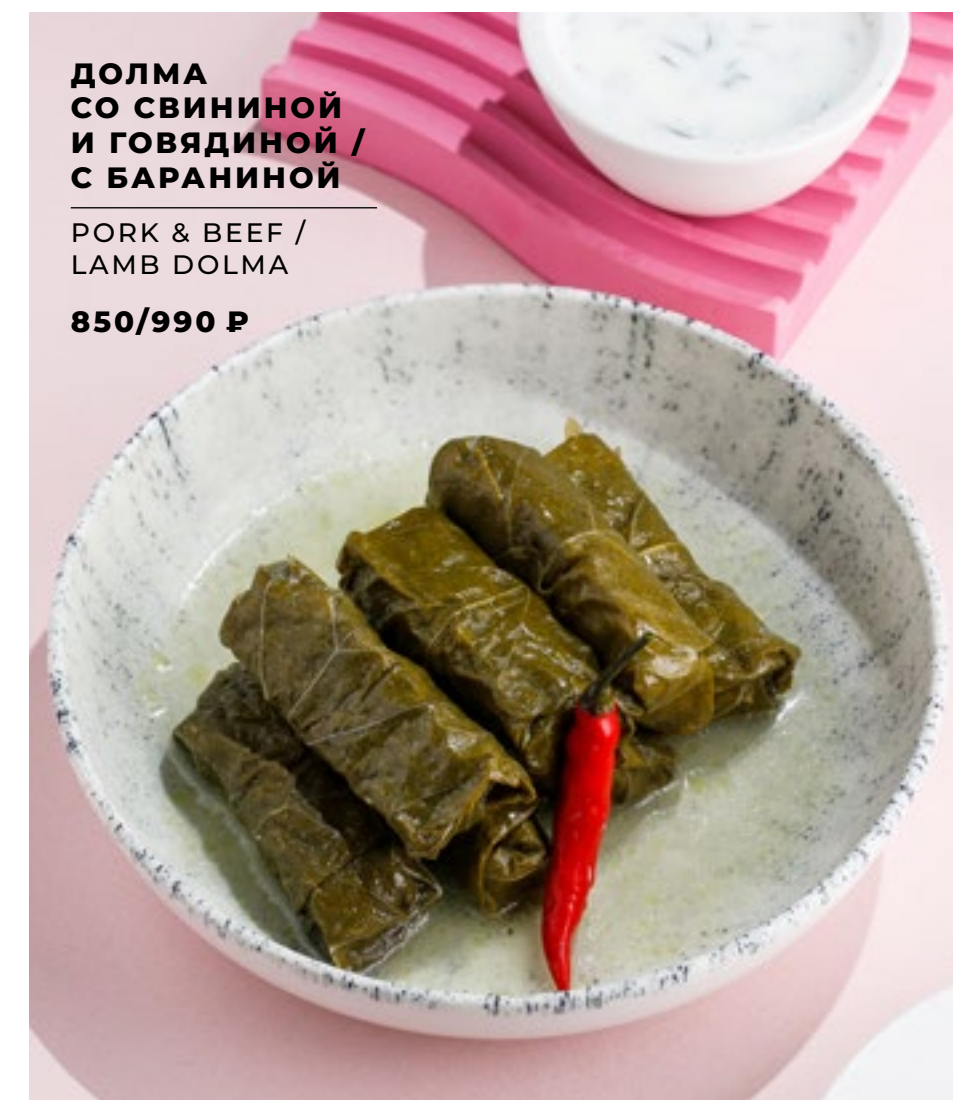 ДОЛМА
СО СВИНИНОЙ
И ГОВЯДИНОЙ /
С БАРАНИНОЙ
PORK & BEEF /
LAMB DOLMA
850/990 ₽